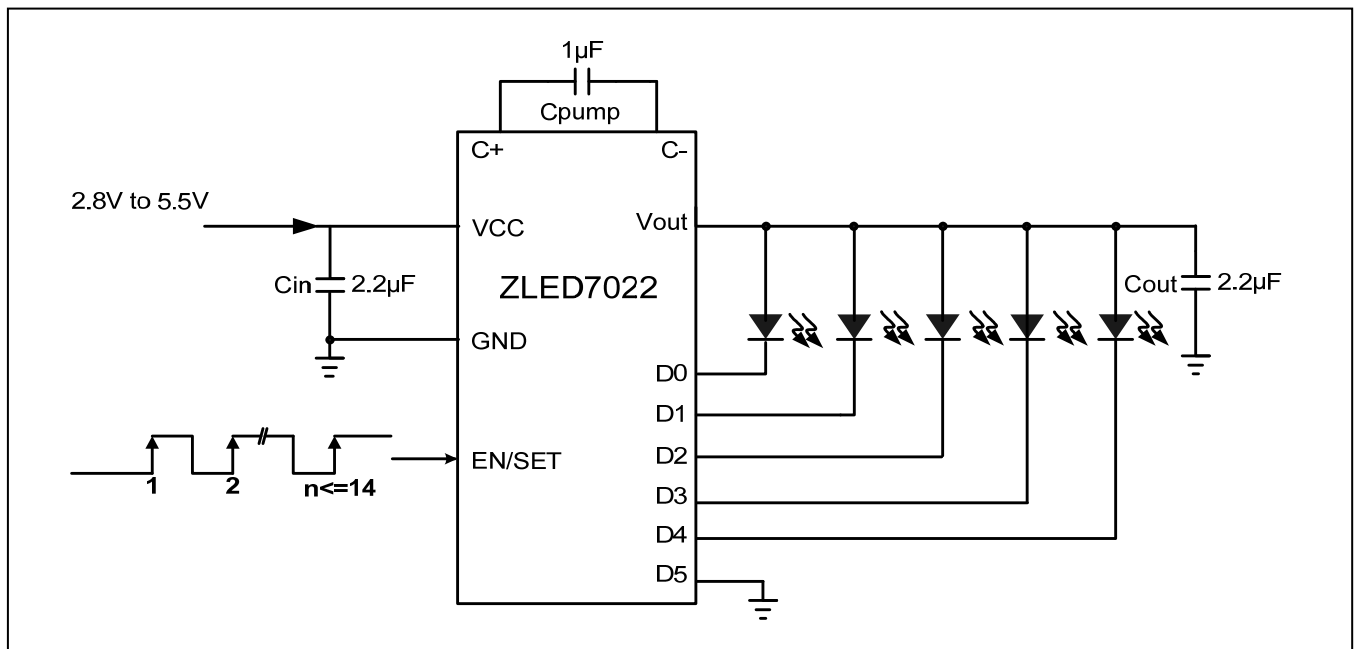 1µF
Cpump
C+
C-
2.8V to 5.5V
VCC
Vout
ZLED7022
Cin
2.2µF
Cout
2.2µF
GND
D0
D1
EN/SET
D2
1
2
n<=14
D3
D4
D5